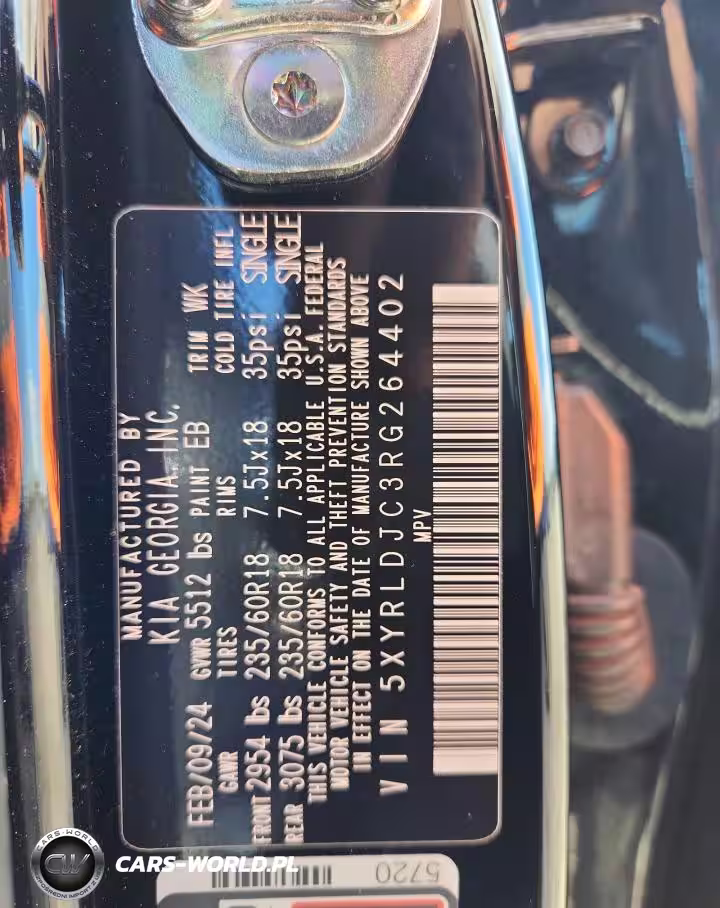 MANUFACTURED BY
KIA GEORGIA, INC.
FEB/09/24 GVWR 5512 lbs PAINT EB TRIM WK
GAWR TIRES RIMS COLD TIRE INFL
FRONT 2954 lbs 235/60R18 7.5Jx18 35psi SINGLE
REAR 3075 lbs 235/60R18 7.5Jx18 35psi SINGLE
THIS VEHICLE CONFORMS TO ALL APPLICABLE U.S.A. FEDERAL
MOTOR VEHICLE SAFETY AND THEFT PREVENTION STANDARDS
IN EFFECT ON THE DATE OF MANUFACTURE SHOWN ABOVE
VIN 5XYRLDJC3RG264402
MPV
5720
CARS-WORLD.PL
CARS-WORLD
CW